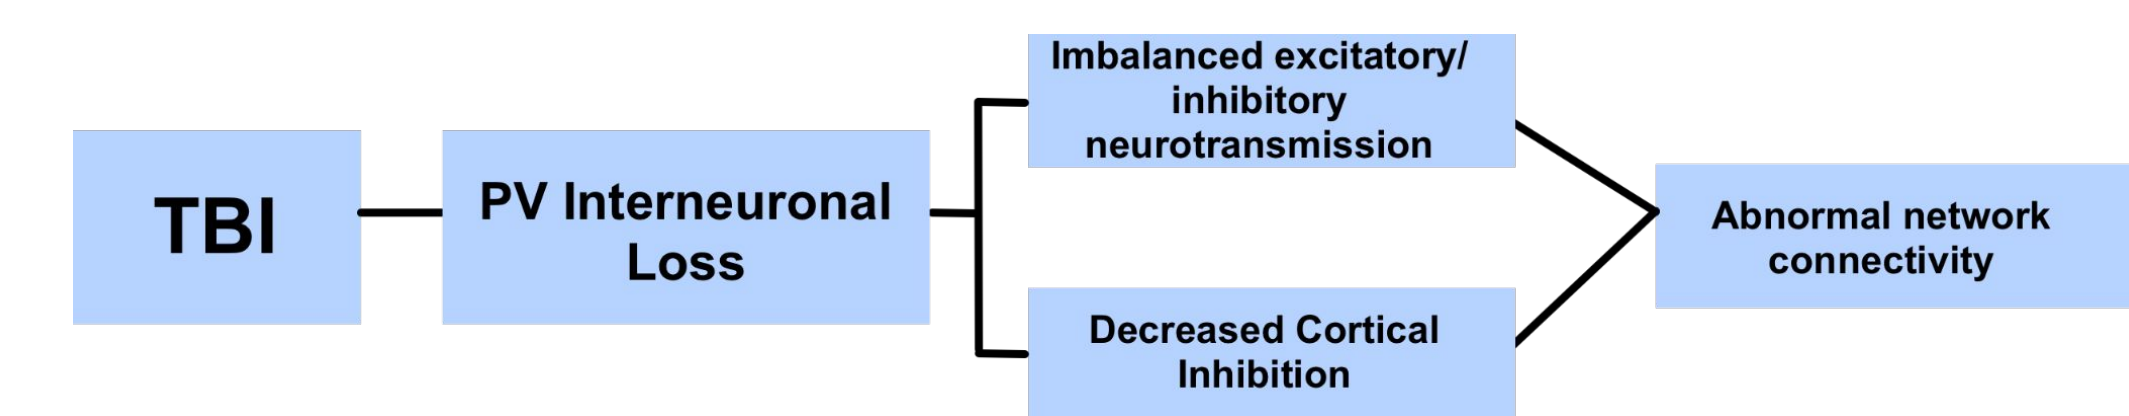 TBI
PV Interneuronal
Loss
Imbalanced excitatory/
inhibitory
neurotransmission
Decreased Cortical
Inhibition
Abnormal network
connectivity